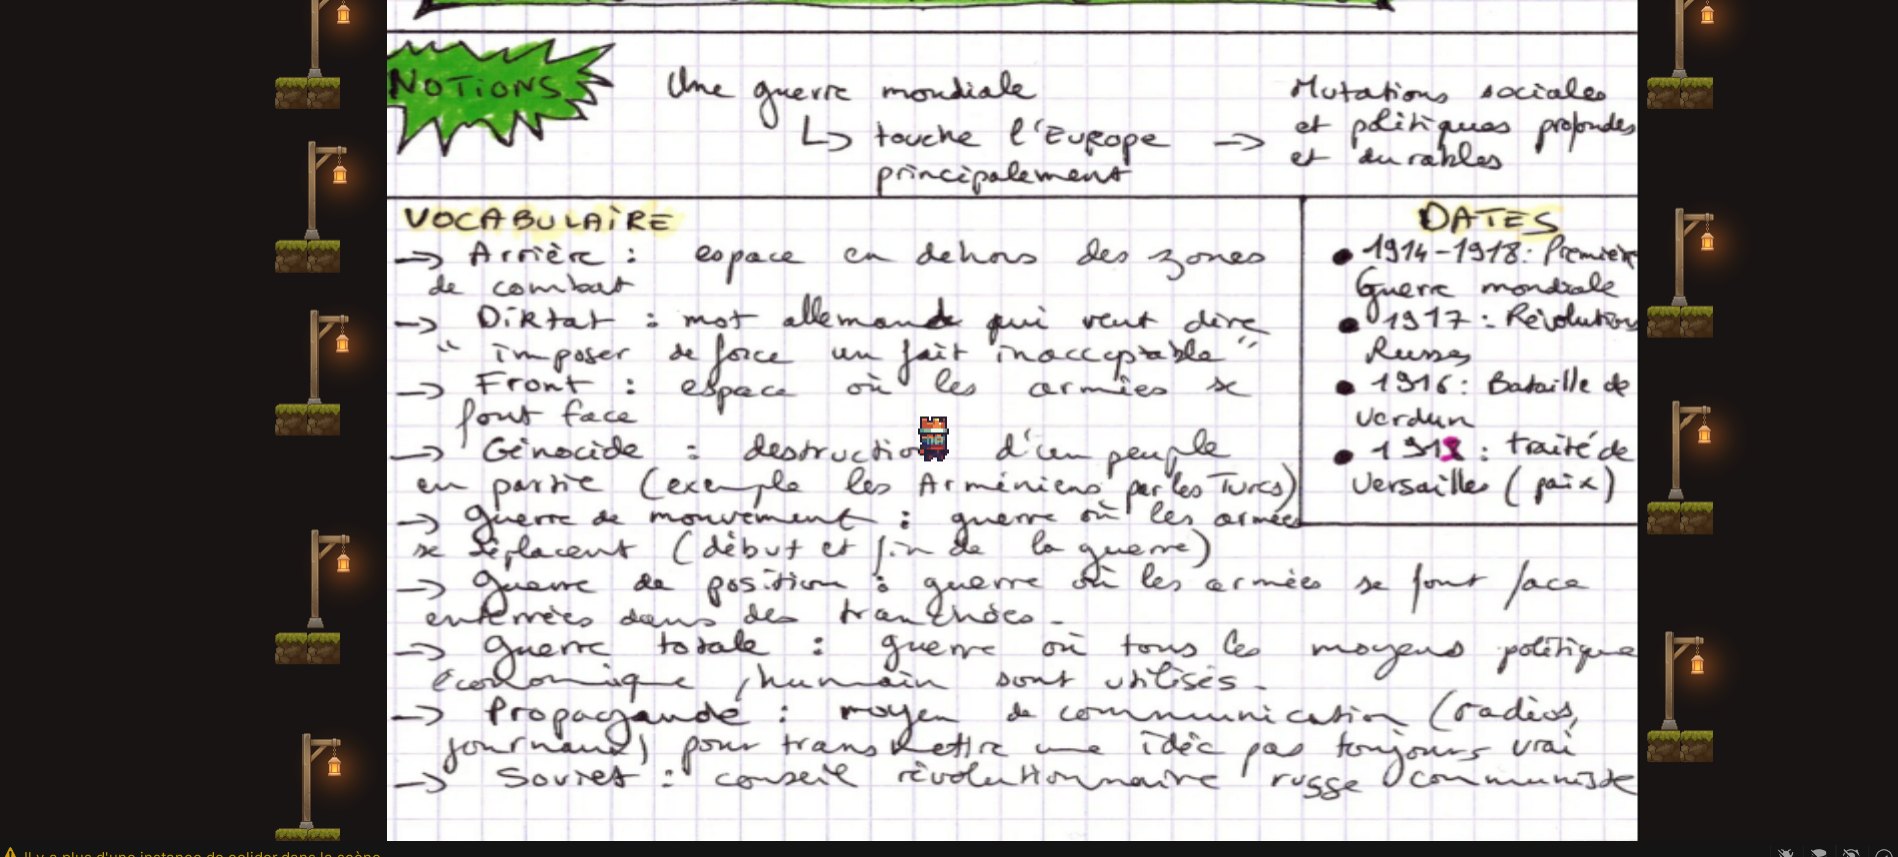 NOTIONS
Une guerre mondiale
↳ touche l'Europe
principalement
→ Mutations sociales
et politiques profondes
et durables
VOCABULAIRE
→ Arrière : espace en dehors des zones
de combat
→ Diktat : mot allemand qui veut dire
" imposer de force un fait inacceptable "
→ Front : espace où les armées se
font face
→ Génocide : destruction d'un peuple
en partie (exemple les Arméniens par les Turcs)
→ guerre de mouvement : guerre où les armées
se déplacent (début et fin de la guerre)
→ guerre de position : guerre où les armées se font face
enterrées dans des tranchées.
→ guerre totale : guerre où tous les moyens politique
économique, humain sont utilisés.
→ Propagande : moyen de communication (radios,
journaux) pour transmettre une idée pas toujours vrai
→ Soviet : conseil révolutionnaire russe communiste
DATES
● 1914-1918 : Première
Guerre mondiale
● 1917 : Révolutions
Russes
● 1916 : Bataille de
Verdun
● 1919 : traité de
Versailles (paix)
Il y a plus d'une instance de solider dans la scène